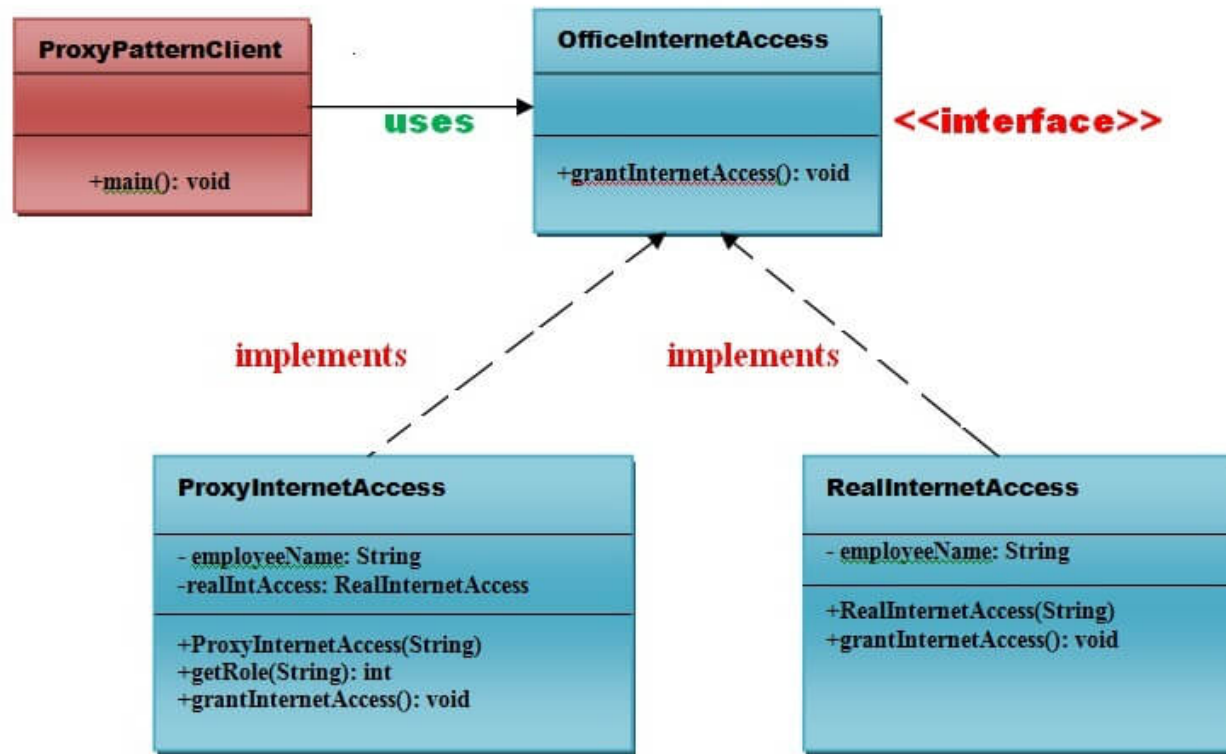 ProxyPatternClient
+main(): void
uses
OfficeInternetAccess
+grantInternetAccess(): void
<<interface>>
implements
implements
ProxyInternetAccess
- employeeName: String
-realIntAccess: RealInternetAccess
+ProxyInternetAccess(String)
+getRole(String): int
+grantInternetAccess(): void
RealInternetAccess
- employeeName: String
+RealInternetAccess(String)
+grantInternetAccess(): void